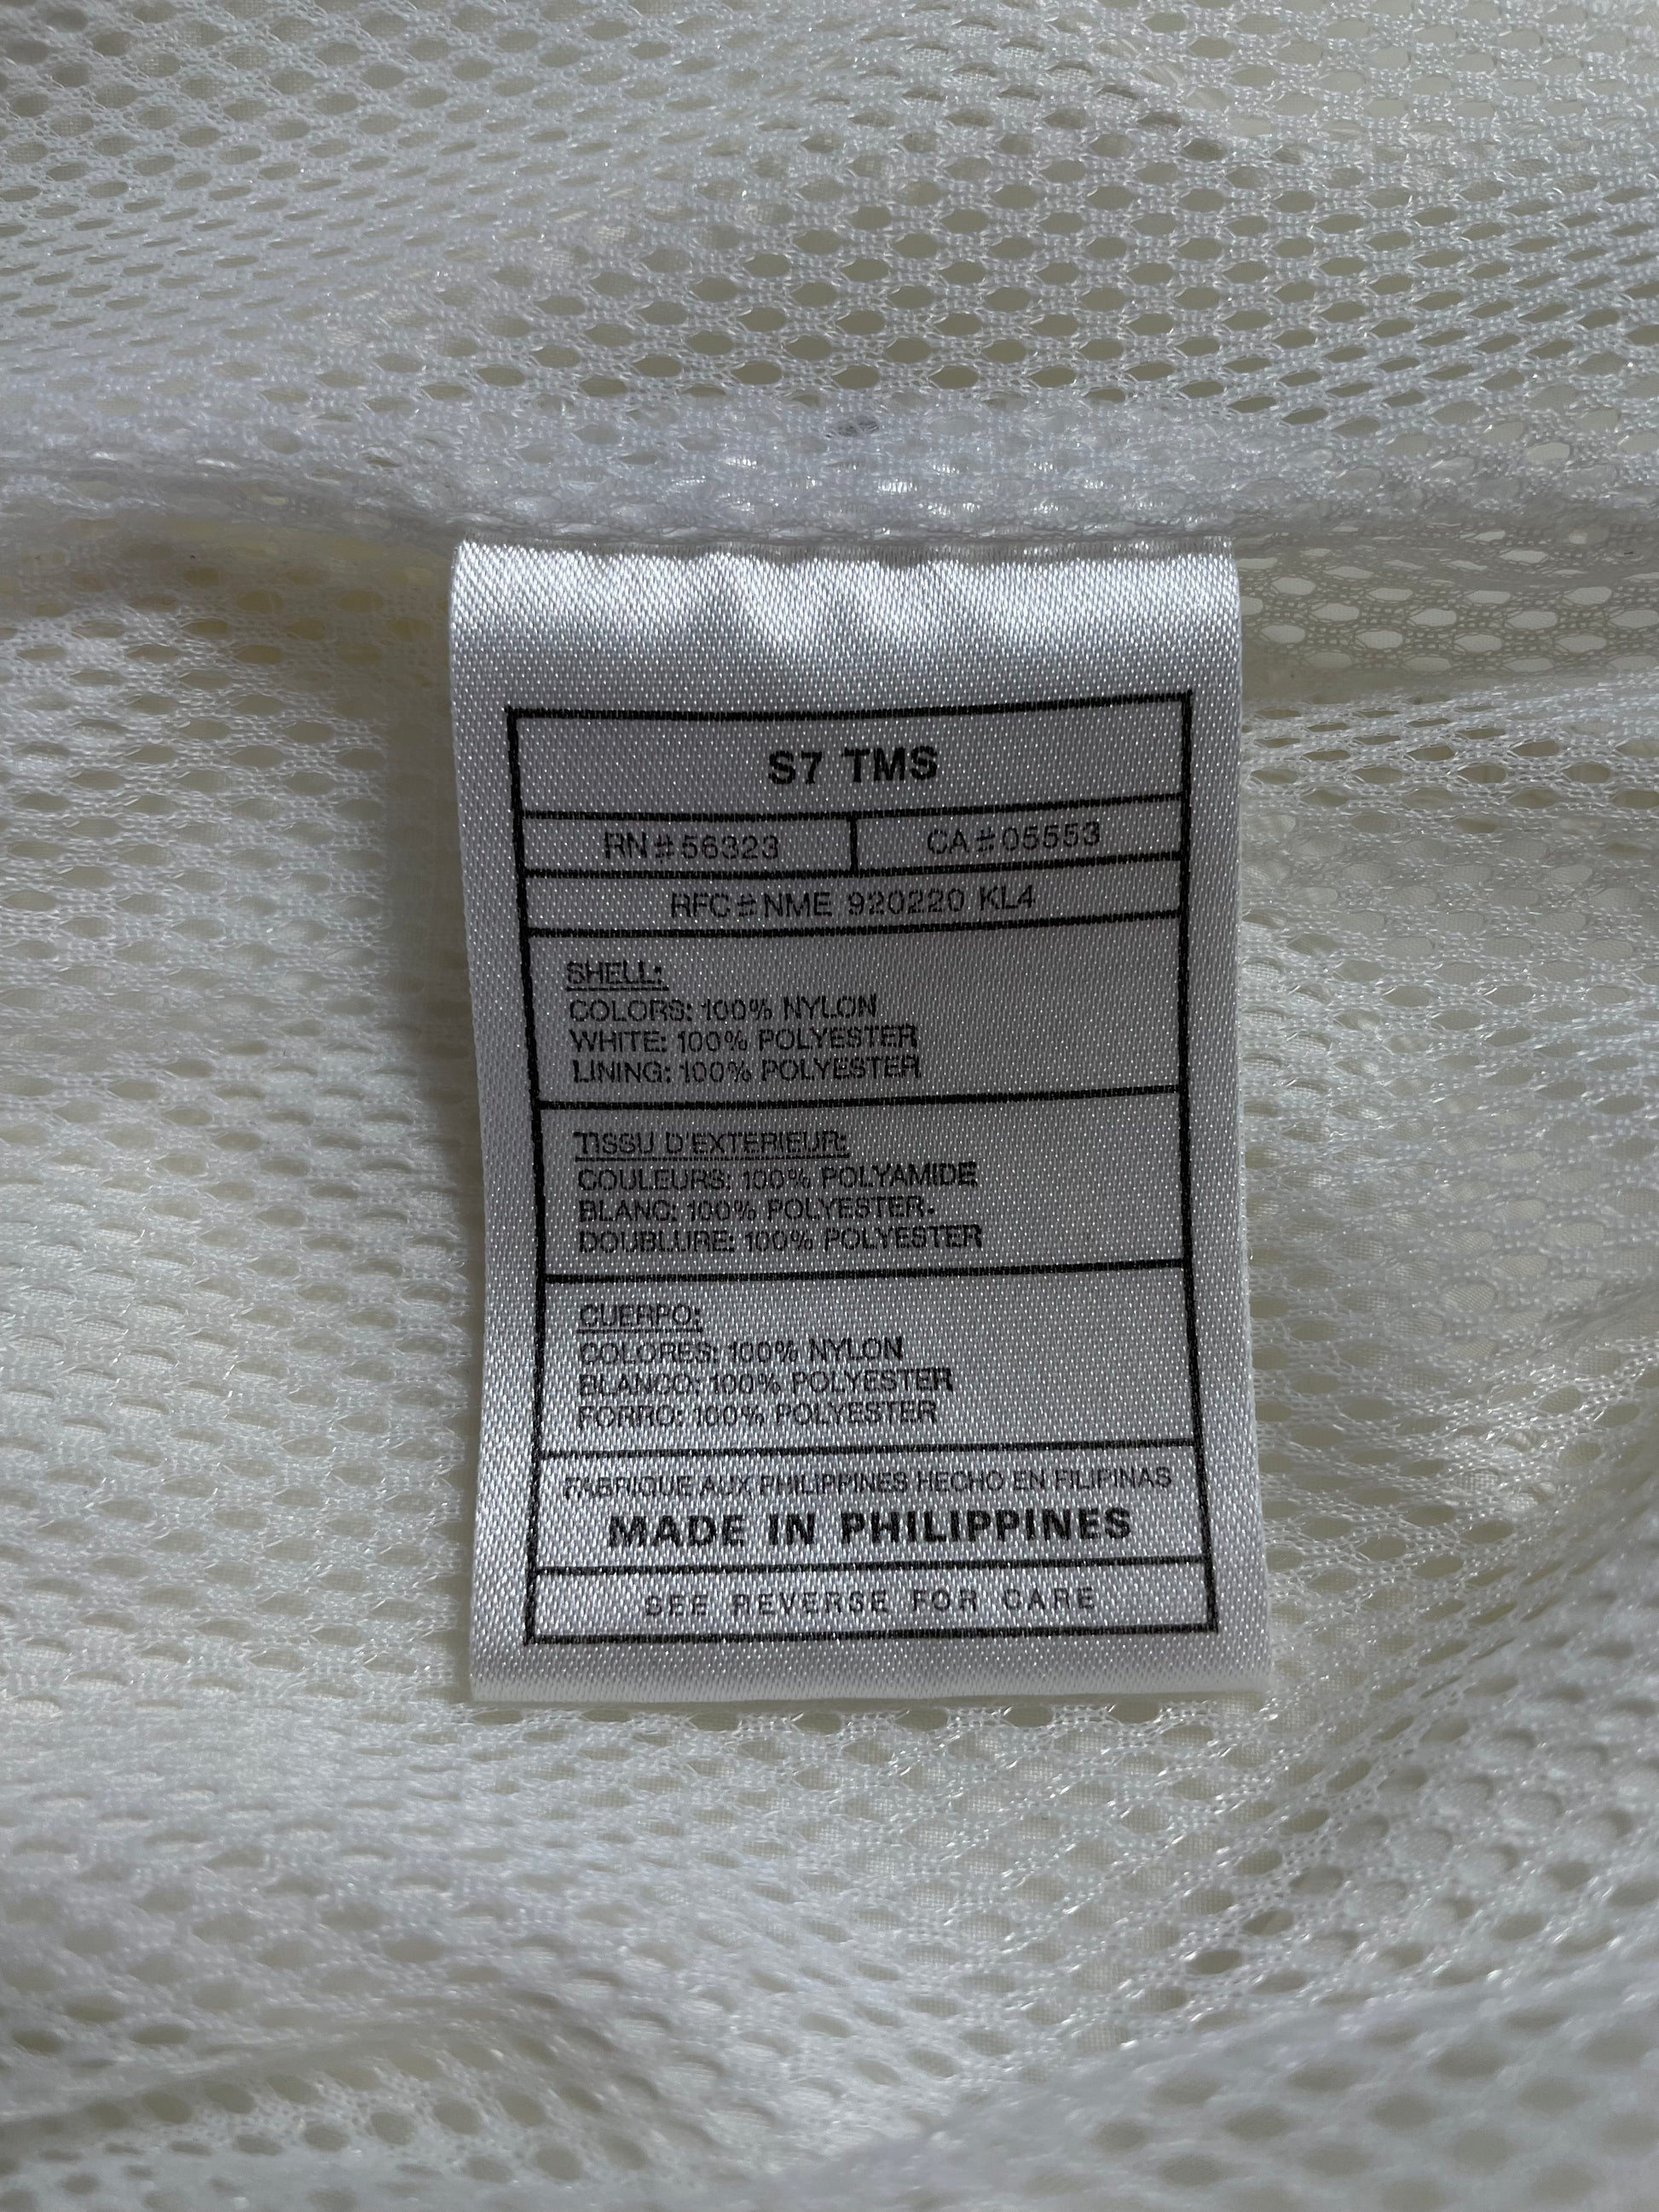 S7 TMS
RN#56323 CA#05553
RFC#NME 920220 KL4
SHELL:
COLORS: 100% NYLON
WHITE: 100% POLYESTER
LINING: 100% POLYESTER
TISSU D'EXTERIEUR:
COULEURS: 100% POLYAMIDE
BLANC: 100% POLYESTER.
DOUBLURE: 100% POLYESTER
CUERPO:
COLORES: 100% NYLON
BLANCO: 100% POLYESTER
FORRO: 100% POLYESTER
FABRIQUE AUX PHILIPPINES HECHO EN FILIPINAS
MADE IN PHILIPPINES
SEE REVERSE FOR CARE